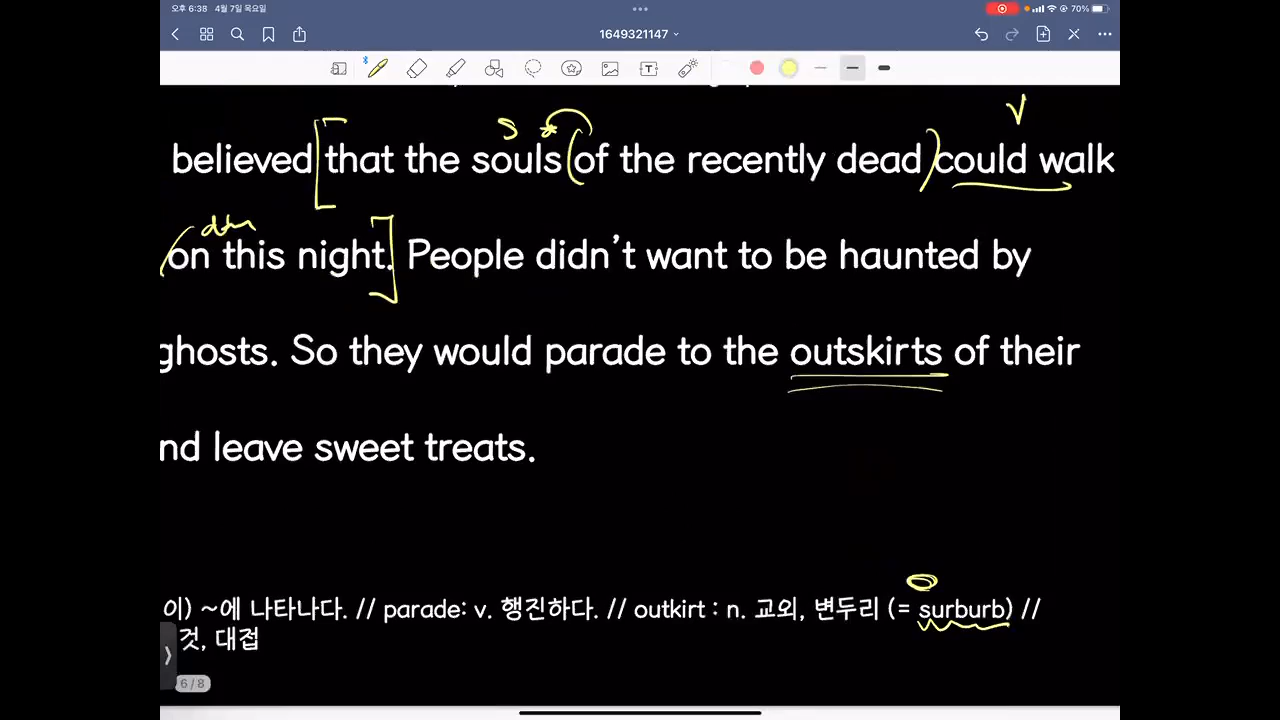 오후 6:38 4월 7일 목요일
70%
1649321147
S
V
believed [that the souls (of the recently dead) could walk
on this night.] People didn't want to be haunted by
ghosts. So they would parade to the outskirts of their
nd leave sweet treats.
이) ~에 나타나다. // parade: v. 행진하다. // outkirt : n. 교외, 변두리 (= surburb) //
것, 대접
6/8